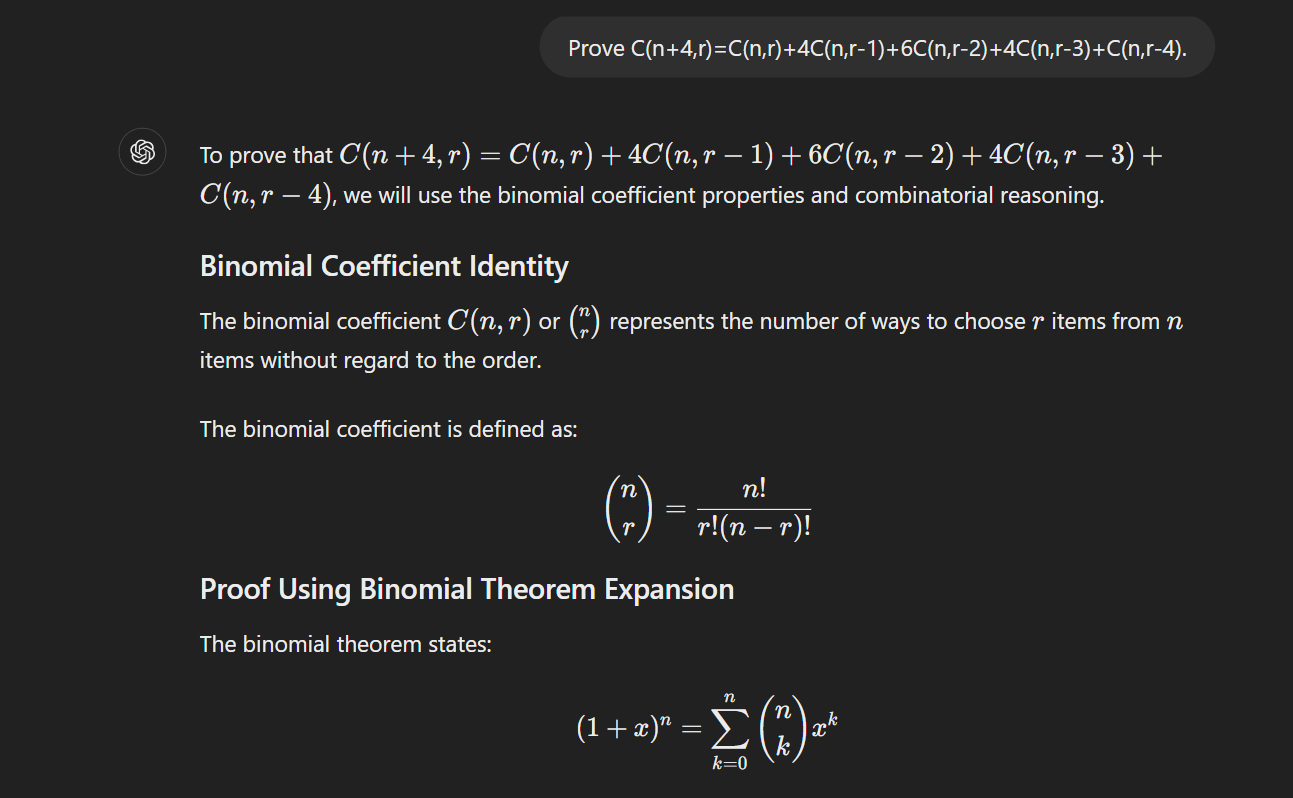 Prove C(n+4,r)=C(n,r)+4C(n,r-1)+6C(n,r-2)+4C(n,r-3)+C(n,r-4).
To prove that C(n + 4, r) = C(n, r) + 4C(n, r − 1) + 6C(n, r − 2) + 4C(n, r − 3) +
C(n, r − 4), we will use the binomial coefficient properties and combinatorial reasoning.
Binomial Coefficient Identity
The binomial coefficient C(n, r) or \binom{n}{r} represents the number of ways to choose r items from n
items without regard to the order.
The binomial coefficient is defined as:
\binom{n}{r} = \frac{n!}{r!(n − r)!}
Proof Using Binomial Theorem Expansion
The binomial theorem states:
(1 + x)^n = \sum_{k=0}^{n} \binom{n}{k} x^k